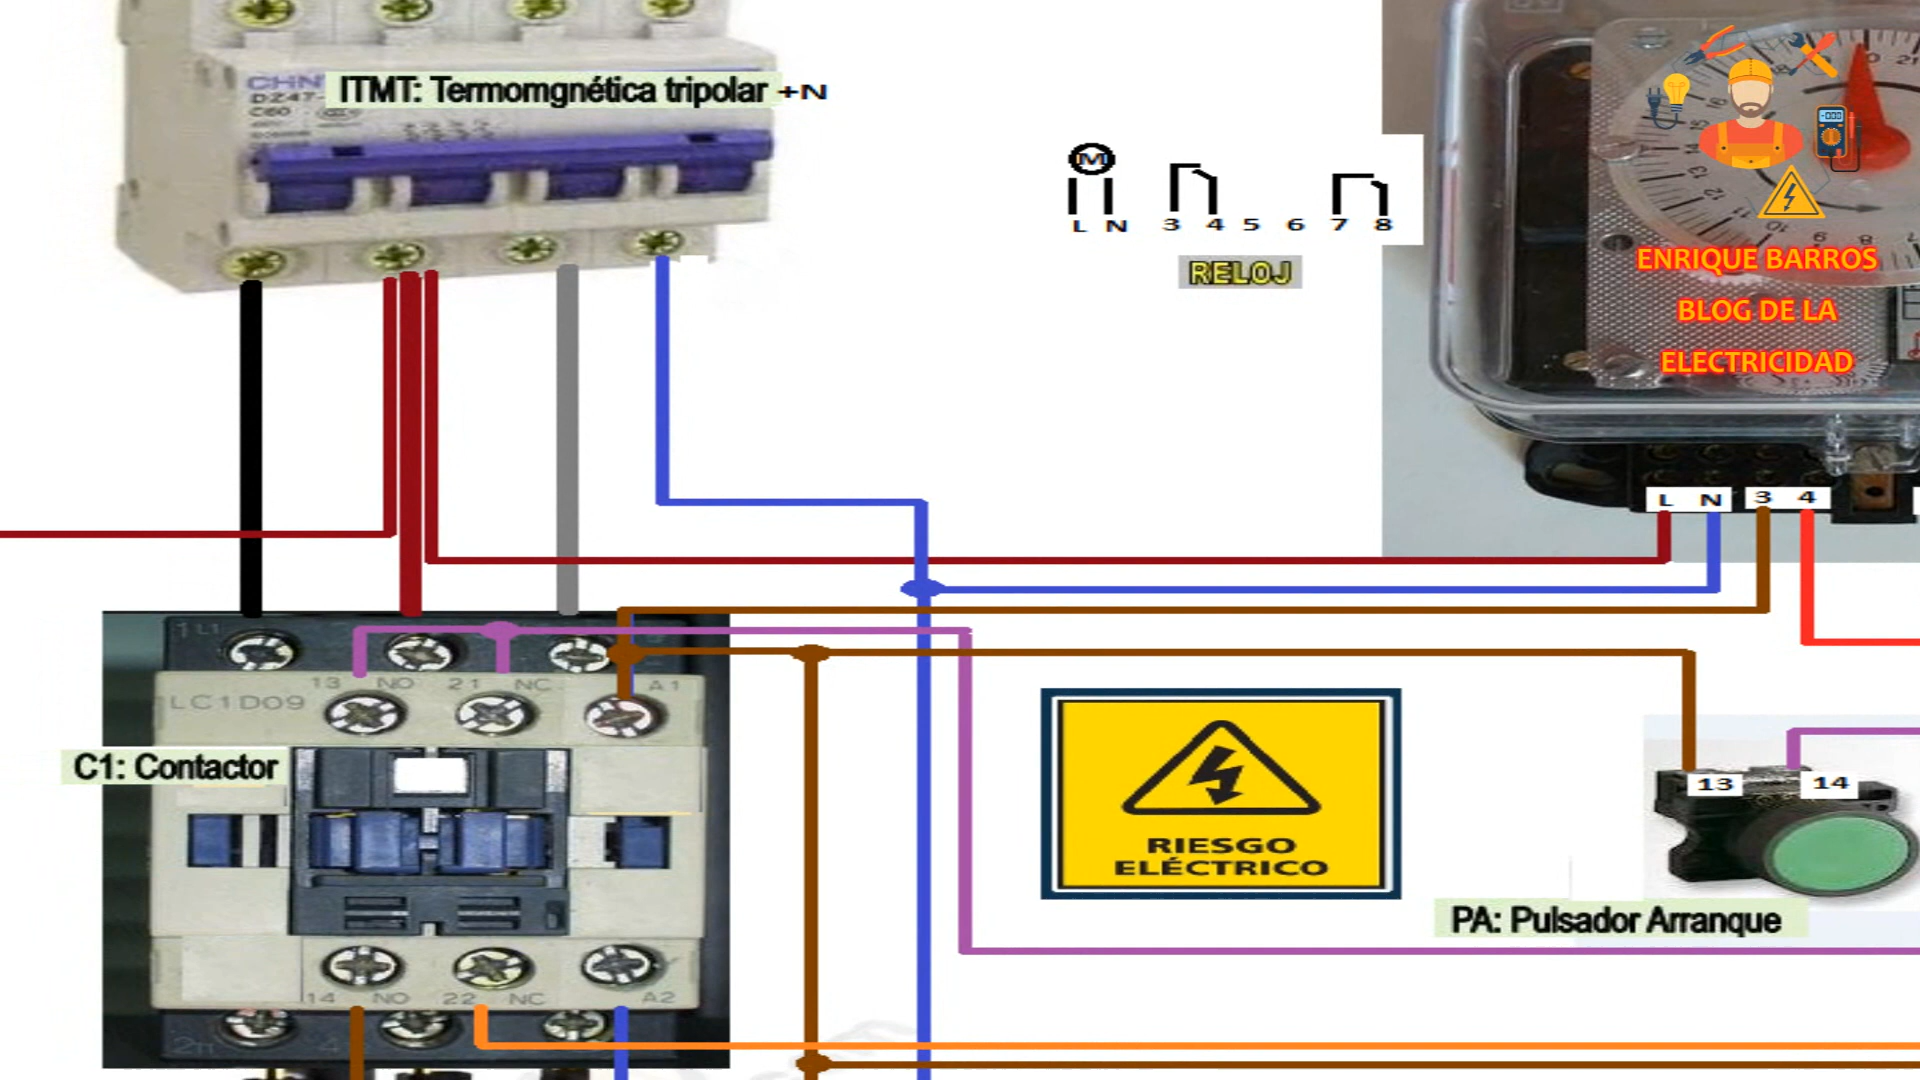 CHN
ITMT: Termomgnética tripolar +N
DZ47-
C60
M
L N 3 4 5 6 7 8
RELOJ
ENRIQUE BARROS
BLOG DE LA
ELECTRICIDAD
L N 3 4
1L1
13 NO 21 NC A1
LC1D09
C1: Contactor
RIESGO
ELÉCTRICO
13 14
PA: Pulsador Arranque
14 NO 22 NC A2
2T1 4